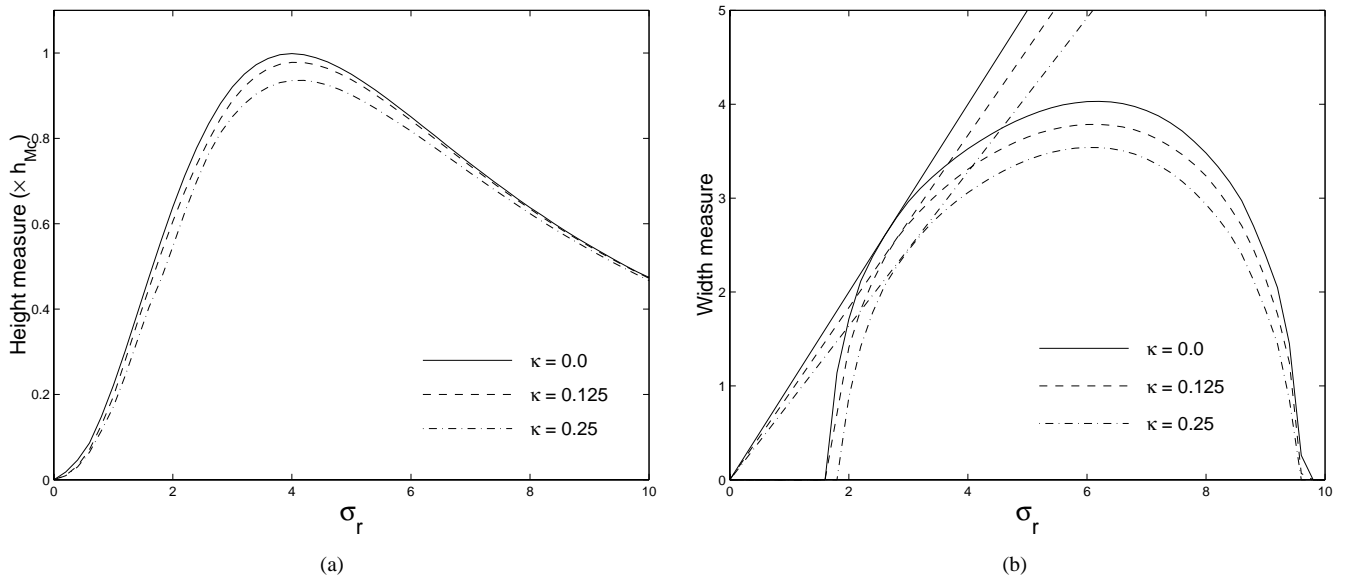 1
0.8
0.6
0.4
0.2
0
Height measure (× h_Mc)
0 2 4 6 8 10
σ_r
κ = 0.0
κ = 0.125
κ = 0.25
(a)
5
4
3
2
1
0
Width measure
0 2 4 6 8 10
σ_r
κ = 0.0
κ = 0.125
κ = 0.25
(b)